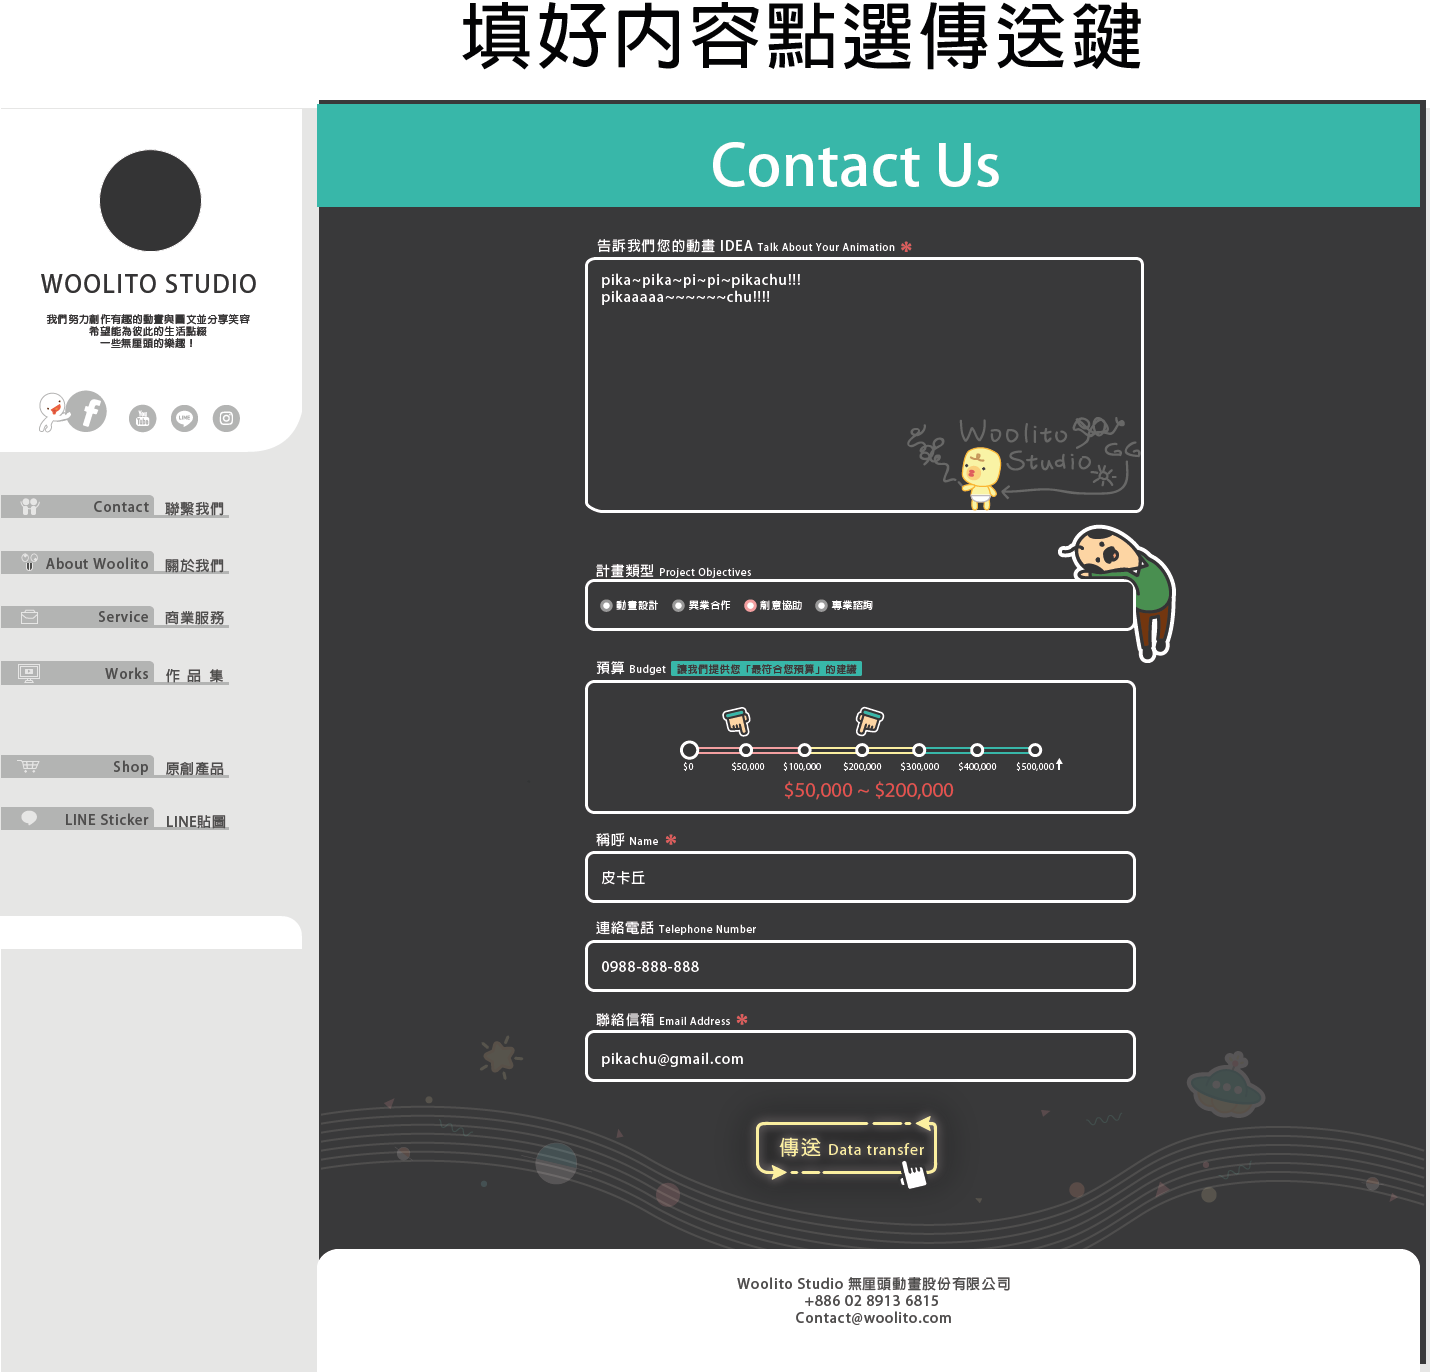 填好內容點選傳送鍵
Contact Us
WOOLITO STUDIO
我們努力創作有趣的動畫與圖文並分享笑容
希望能為彼此的生活點綴
一些無厘頭的樂趣！
f
You Tube
LINE
Contact 聯繫我們
About Woolito 關於我們
Service 商業服務
Works 作品集
Shop 原創產品
LINE Sticker LINE貼圖
告訴我們您的動畫 IDEA Talk About Your Animation *
pika~pika~pi~pi~pikachu!!!
pikaaaaa~~~~~~chu!!!!
Woolito
Studio GG
計畫類型 Project Objectives
動畫設計 異業合作 創意協助 專業諮詢
預算 Budget 讓我們提供您「最符合您預算」的建議
$0 $50,000 $100,000 $200,000 $300,000 $400,000 $500,000
$50,000 ~ $200,000
稱呼 Name *
皮卡丘
連絡電話 Telephone Number
0988-888-888
聯絡信箱 Email Address *
pikachu@gmail.com
傳送 Data transfer
Woolito Studio 無厘頭動畫股份有限公司
+886 02 8913 6815
Contact@woolito.com